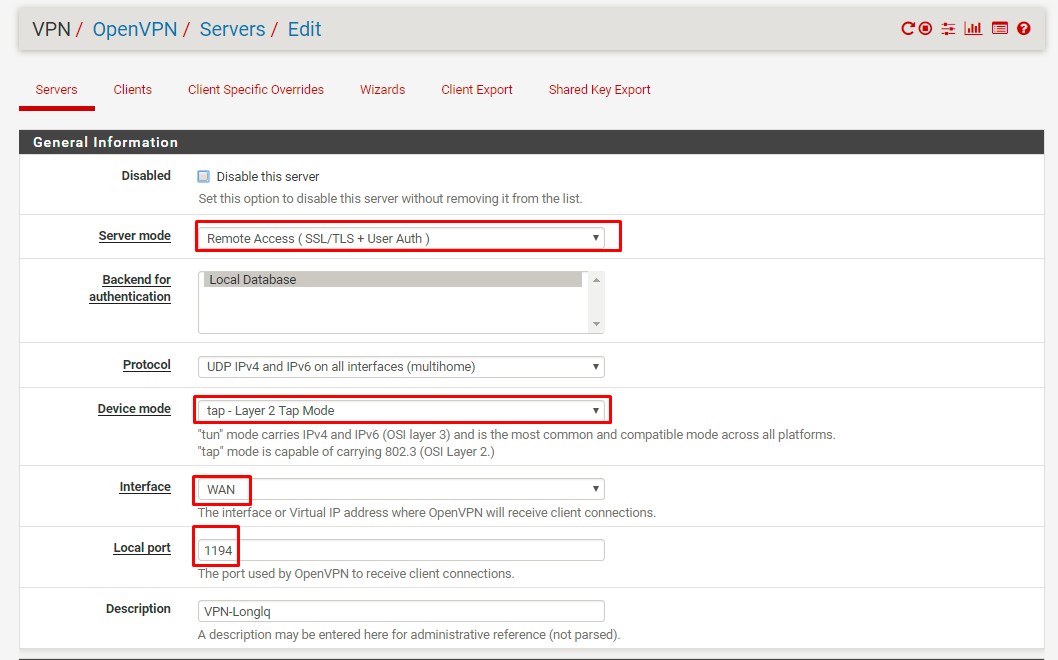 VPN / OpenVPN / Servers / Edit
Servers Clients Client Specific Overrides Wizards Client Export Shared Key Export
General Information
Disabled Disable this server
Set this option to disable this server without removing it from the list.
Server mode Remote Access ( SSL/TLS + User Auth )
Backend for authentication Local Database
Protocol UDP IPv4 and IPv6 on all interfaces (multihome)
Device mode tap - Layer 2 Tap Mode
"tun" mode carries IPv4 and IPv6 (OSI layer 3) and is the most common and compatible mode across all platforms.
"tap" mode is capable of carrying 802.3 (OSI Layer 2.)
Interface WAN
The interface or Virtual IP address where OpenVPN will receive client connections.
Local port 1194
The port used by OpenVPN to receive client connections.
Description VPN-Longlq
A description may be entered here for administrative reference (not parsed).